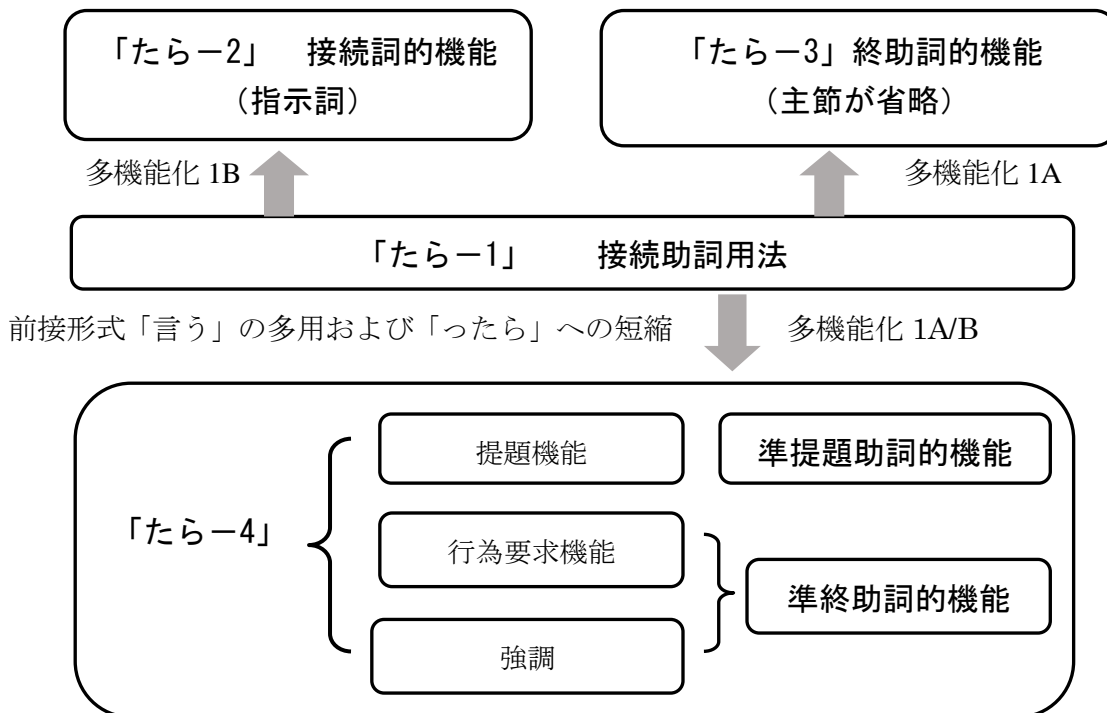 「たら－2」　接続詞的機能
（指示詞）
「たら－3」終助詞的機能
（主節が省略）
多機能化 1B
多機能化 1A
「たら－1」　　接続助詞用法
前接形式「言う」の多用および「ったら」への短縮
多機能化 1A/B
「たら－4」
提題機能
準提題助詞的機能
行為要求機能
強調
準終助詞的機能